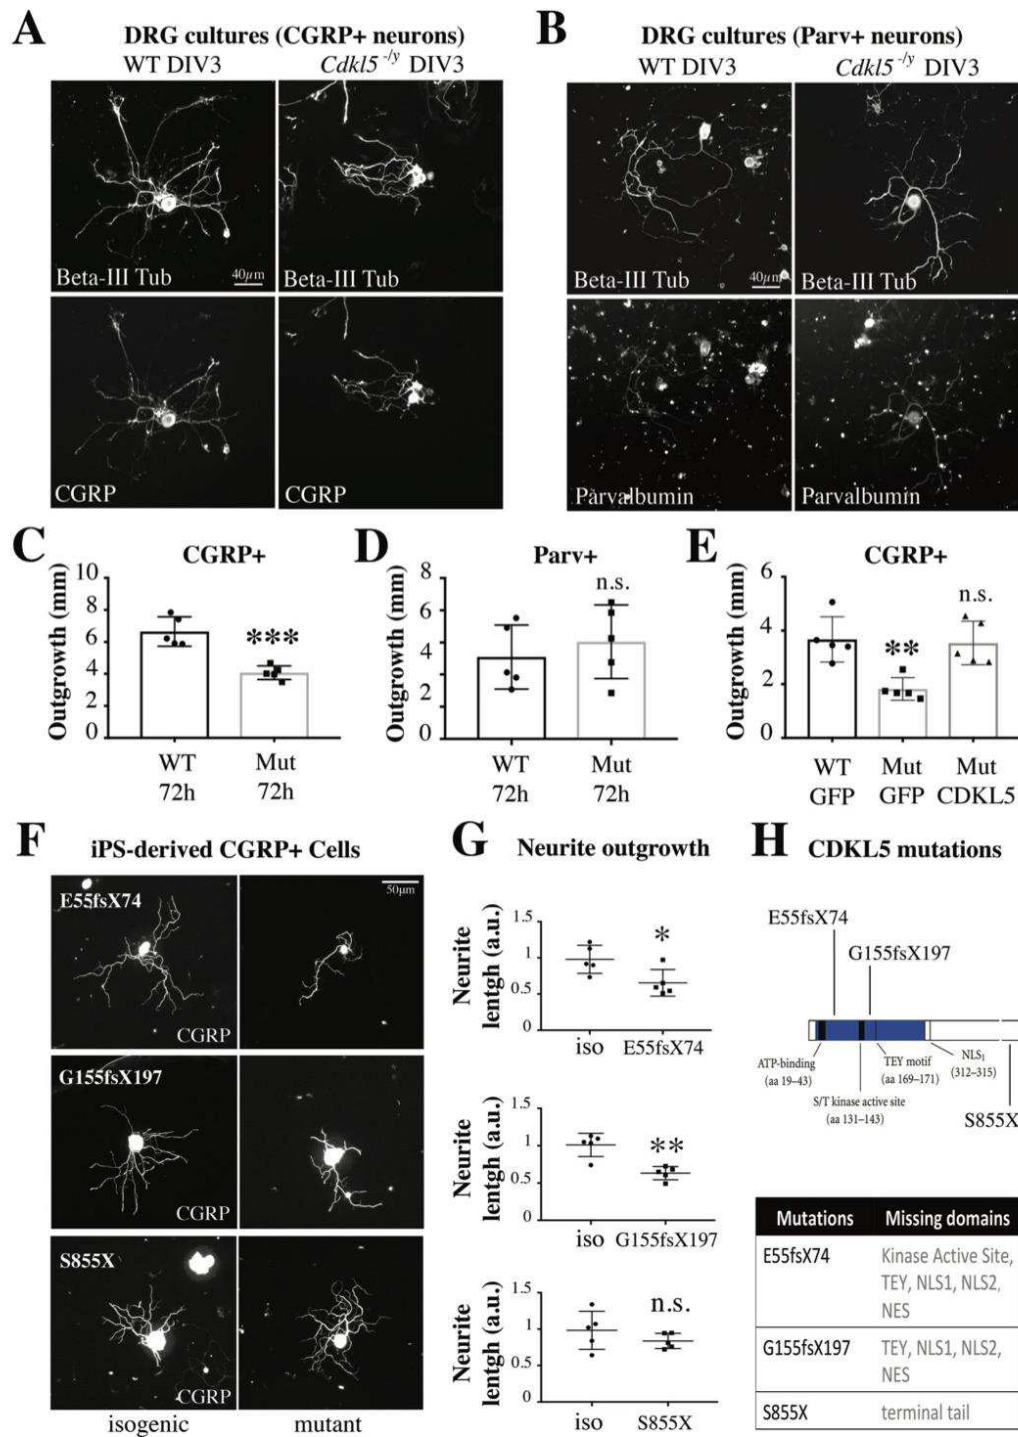 A
DRG cultures (CGRP+ neurons)
WT DIV3
Cdkl5 -/y DIV3
Beta-III Tub
40µm
Beta-III Tub
CGRP
CGRP
B
DRG cultures (Parv+ neurons)
WT DIV3
Cdkl5 -/y DIV3
Beta-III Tub
40µm
Beta-III Tub
Parvalbumin
Parvalbumin
C
CGRP+
Outgrowth (mm)
10
8
6
4
2
0
***
WT
72h
Mut
72h
D
Parv+
Outgrowth (mm)
8
6
4
2
0
n.s.
WT
72h
Mut
72h
E
CGRP+
Outgrowth (mm)
6
4
2
0
**
n.s.
WT
GFP
Mut
GFP
Mut
CDKL5
F
iPS-derived CGRP+ Cells
E55fsX74
50µm
CGRP
G155fsX197
CGRP
S855X
CGRP
isogenic
mutant
G
Neurite outgrowth
Neurite
lentgh (a.u.)
1.5
1
0.5
0
*
iso
E55fsX74
Neurite
lentgh (a.u.)
1.5
1
0.5
0
**
iso
G155fsX197
Neurite
lentgh (a.u.)
1.5
1
0.5
0
n.s.
iso
S855X
H
CDKL5 mutations
E55fsX74
G155fsX197
ATP-binding
(aa 19–43)
S/T kinase active site
(aa 131–143)
TEY motif
(aa 169–171)
NLS1
(312–315)
S855X
Mutations
Missing domains
E55fsX74
Kinase Active Site,
TEY, NLS1, NLS2,
NES
G155fsX197
TEY, NLS1, NLS2,
NES
S855X
terminal tail